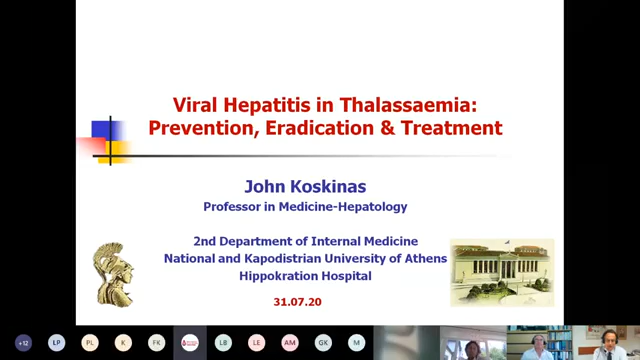 Viral Hepatitis in Thalassaemia:
Prevention, Eradication & Treatment
John Koskinas
Professor in Medicine-Hepatology
2nd Department of Internal Medicine
National and Kapodistrian University of Athens
Hippokration Hospital
31.07.20
+12 LP PL K FK LB LE AM GK M